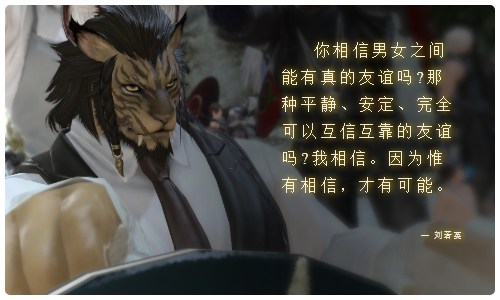 你相信男女之间
能有真的友谊吗?那
种平静、安定、完全
可以互信互靠的友谊
吗?我相信。因为惟
有相信，才有可能。
— 刘若英